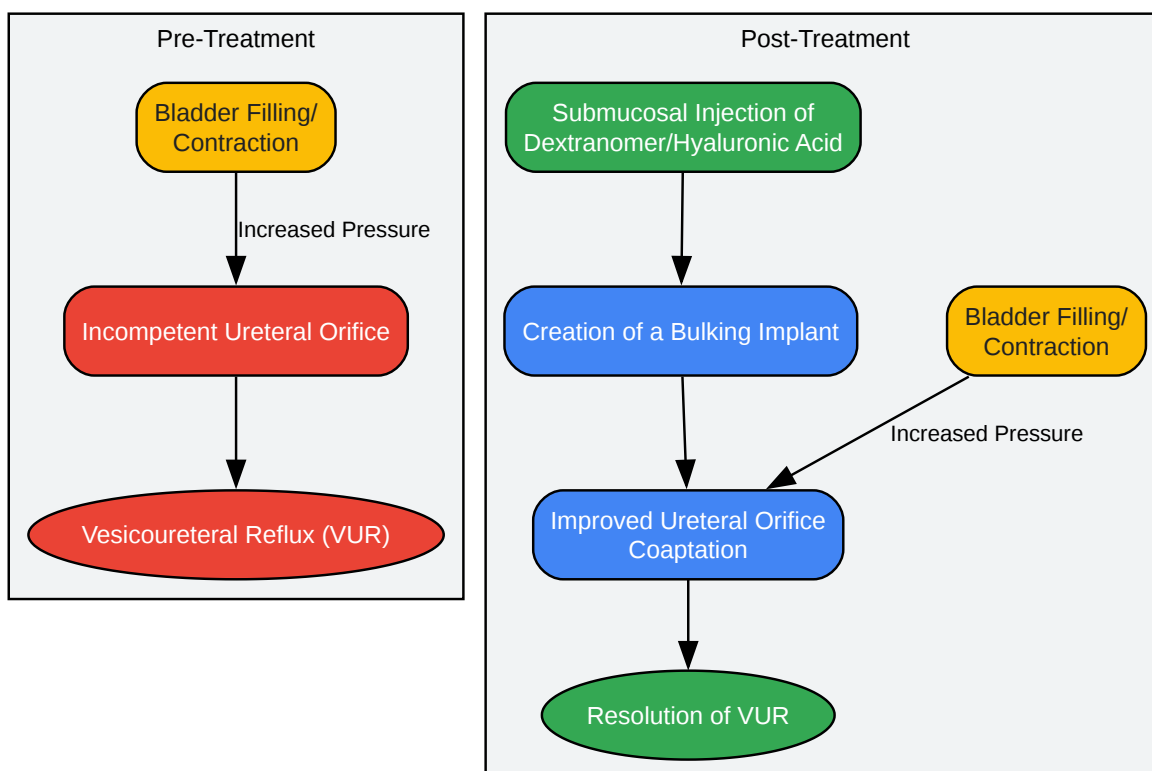 Pre-Treatment
Bladder Filling/
Contraction
Increased Pressure
Incompetent Ureteral Orifice
Vesicoureteral Reflux (VUR)
Post-Treatment
Submucosal Injection of
Dextranomer/Hyaluronic Acid
Creation of a Bulking Implant
Bladder Filling/
Contraction
Increased Pressure
Improved Ureteral Orifice
Coaptation
Resolution of VUR